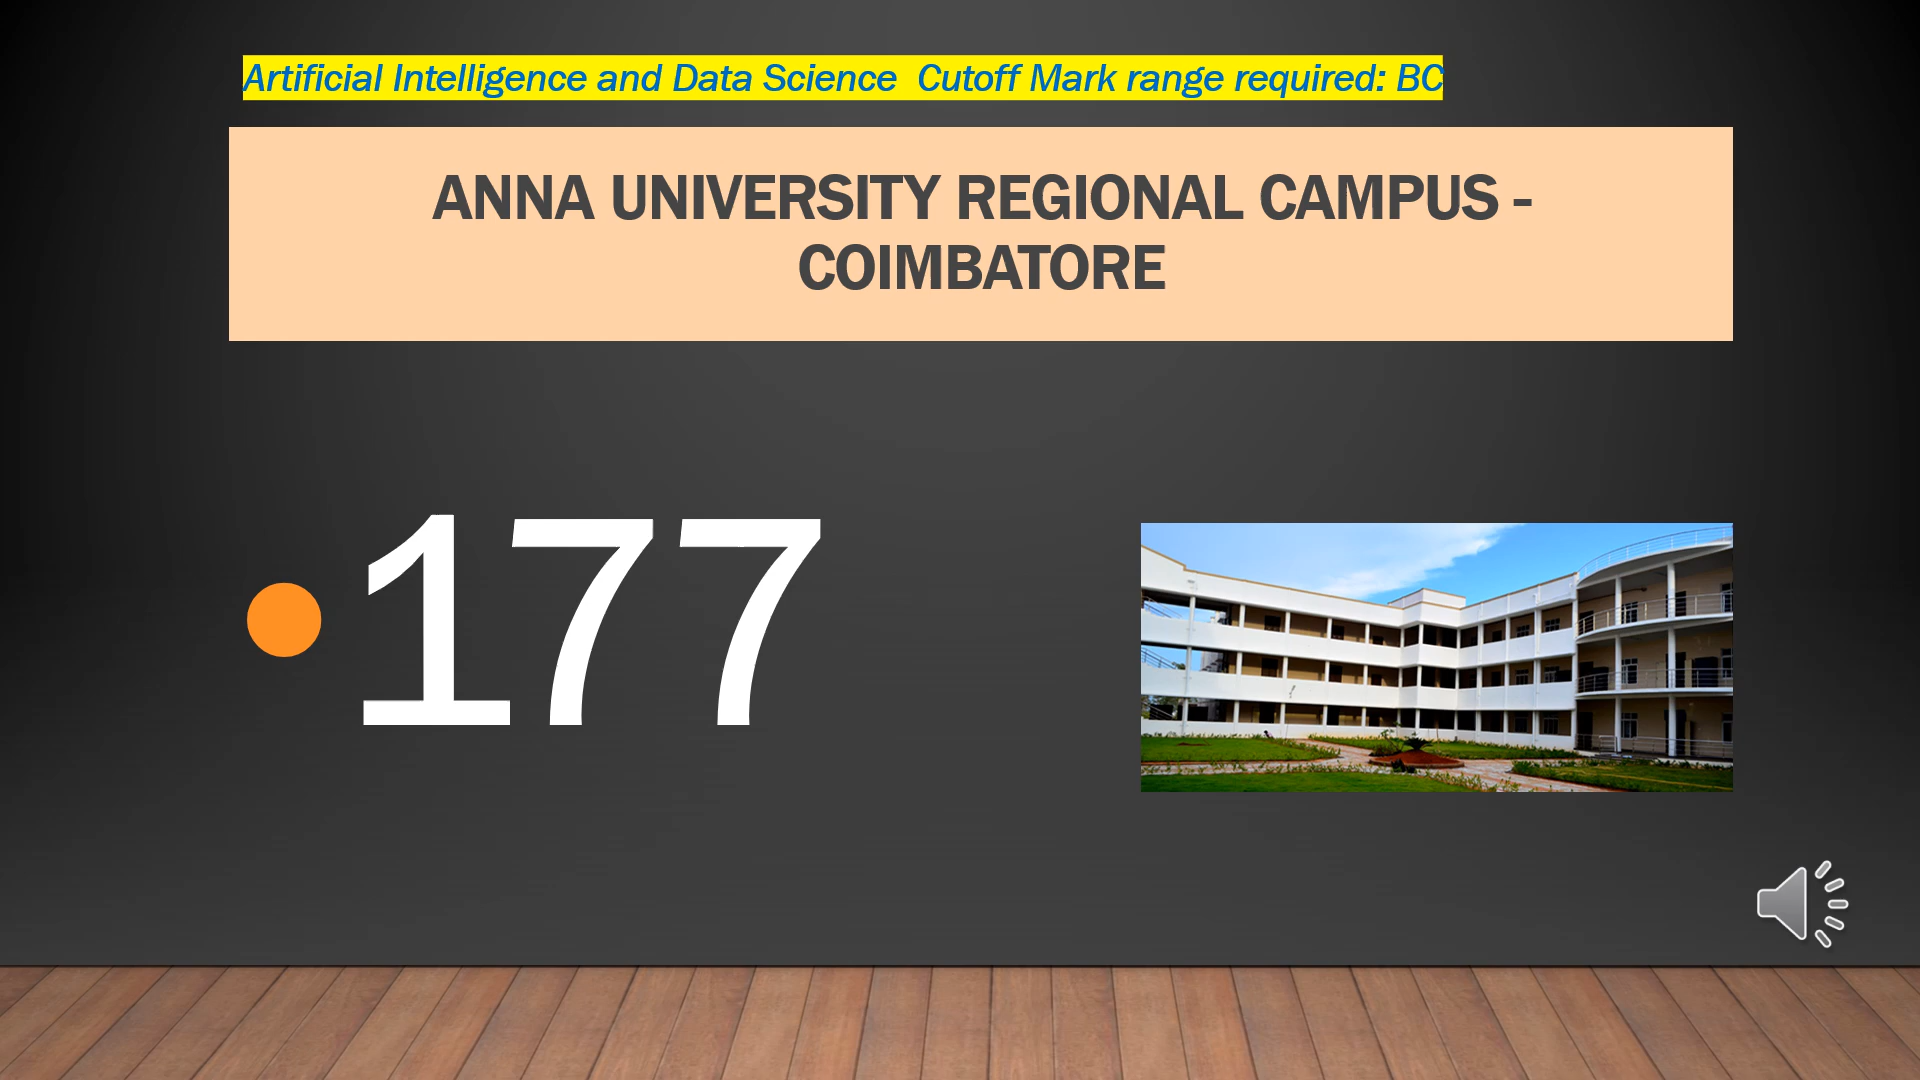 Artificial Intelligence and Data Science  Cutoff Mark range required: BC
ANNA UNIVERSITY REGIONAL CAMPUS -
COIMBATORE
177